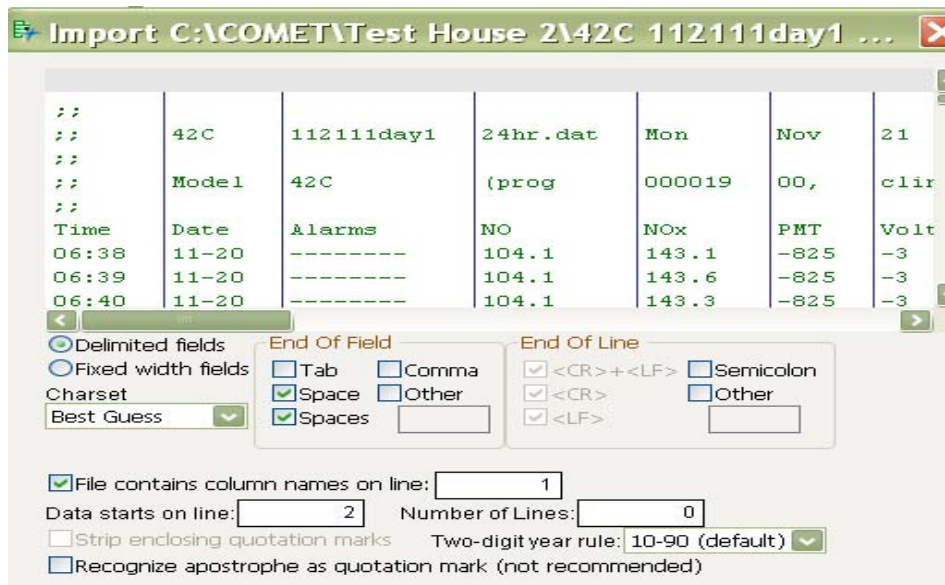 Import C:\COMET\Test House 2\42C 112111day1 ...
;;
;; 42C 112111day1 24hr.dat Mon Nov 21
;;
;; Model 42C (prog 000019 00, clir
;;
Time Date Alarms NO NOx PMT Volt
06:38 11-20 -------- 104.1 143.1 -825 -3
06:39 11-20 -------- 104.1 143.6 -825 -3
06:40 11-20 -------- 104.1 143.3 -825 -3
Delimited fields End Of Field End Of Line
Fixed width fields Tab Comma <CR>+<LF> Semicolon
Charset Space Other <CR> Other
Best Guess Spaces <LF>
File contains column names on line: 1
Data starts on line: 2 Number of Lines: 0
Strip enclosing quotation marks Two-digit year rule: 10-90 (default)
Recognize apostrophe as quotation mark (not recommended)